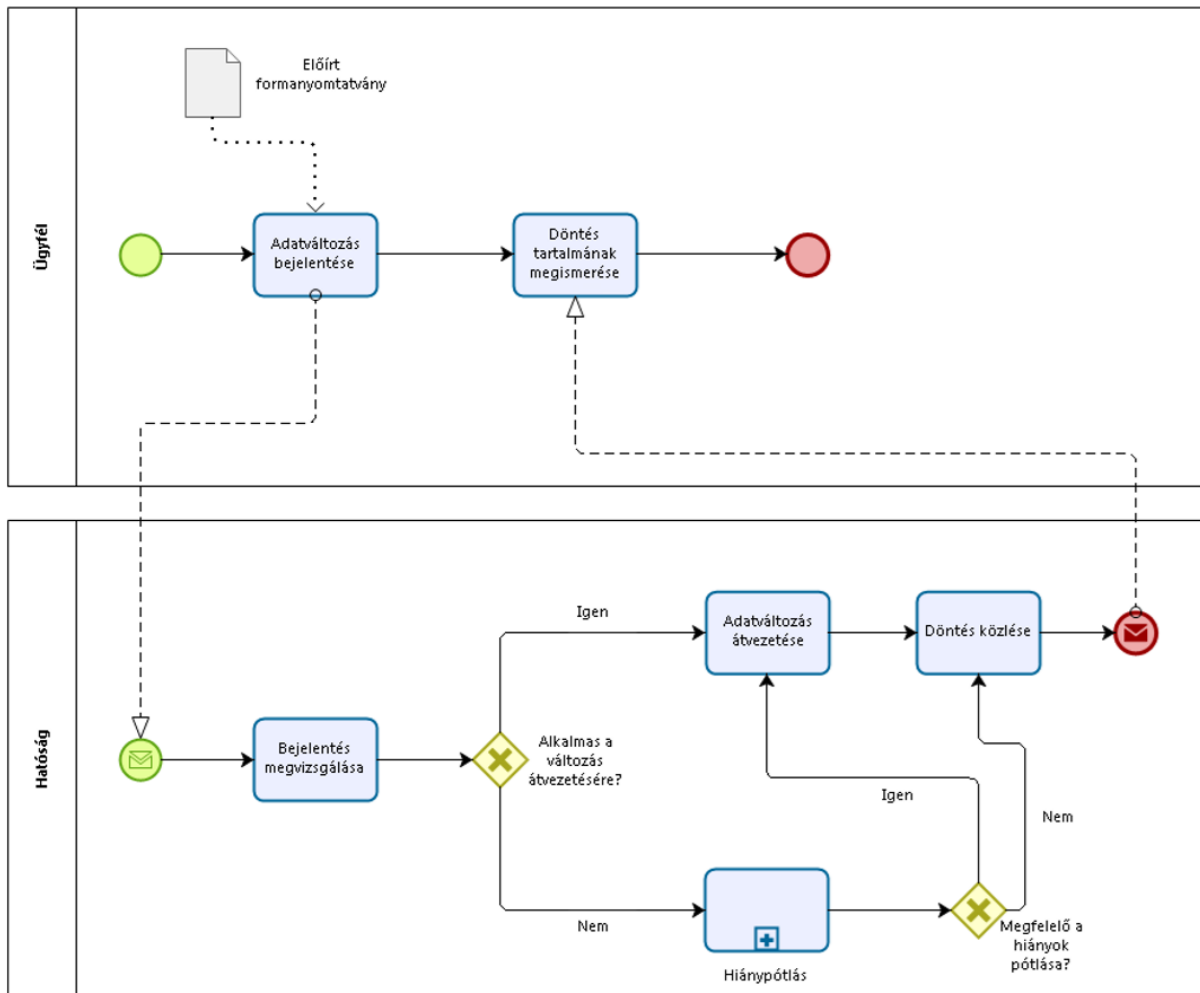 Ügyfél
Előírt
formanyomtatvány
Adatváltozás
bejelentése
Döntés
tartalmának
megismerése
Hatóság
Bejelentés
megvizsgálása
Alkalmas a
változás
átvezetésére?
Igen
Adatváltozás
átvezetése
Döntés közlése
Igen
Nem
Nem
Hiánypótlás
Megfelelő a
hiányok
pótlása?